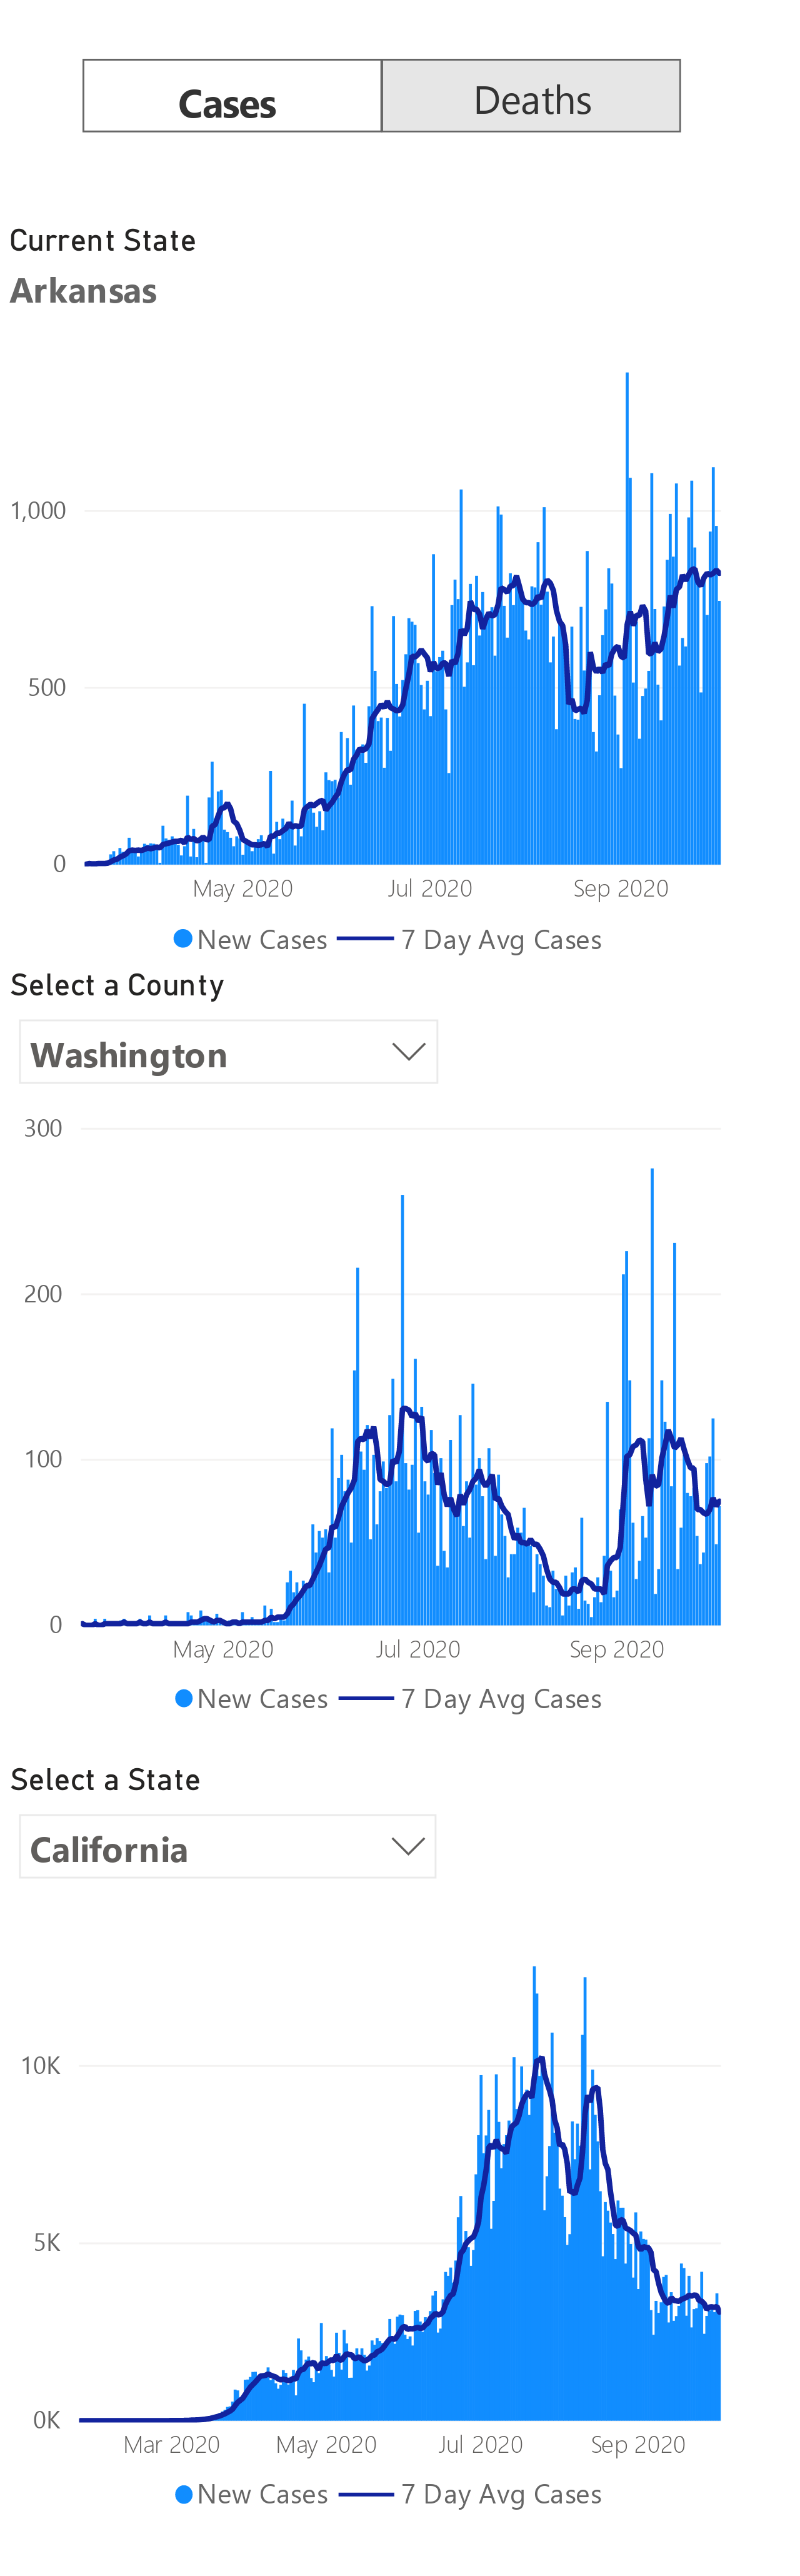 Cases Deaths
Current State
Arkansas
1,000
500
0
May 2020 Jul 2020 Sep 2020
New Cases 7 Day Avg Cases
Select a County
Washington
300
200
100
0
May 2020 Jul 2020 Sep 2020
New Cases 7 Day Avg Cases
Select a State
California
10K
5K
0K
Mar 2020 May 2020 Jul 2020 Sep 2020
New Cases 7 Day Avg Cases